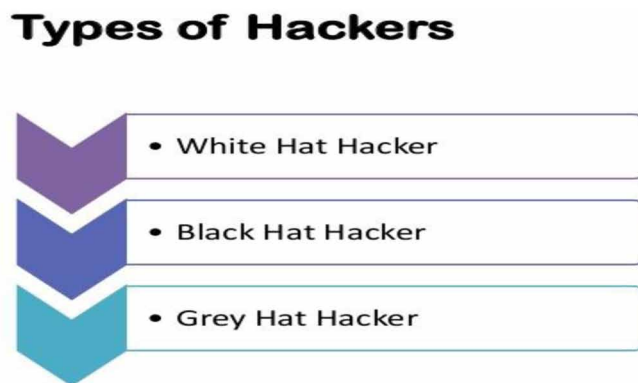 Types of Hackers
• White Hat Hacker
• Black Hat Hacker
• Grey Hat Hacker